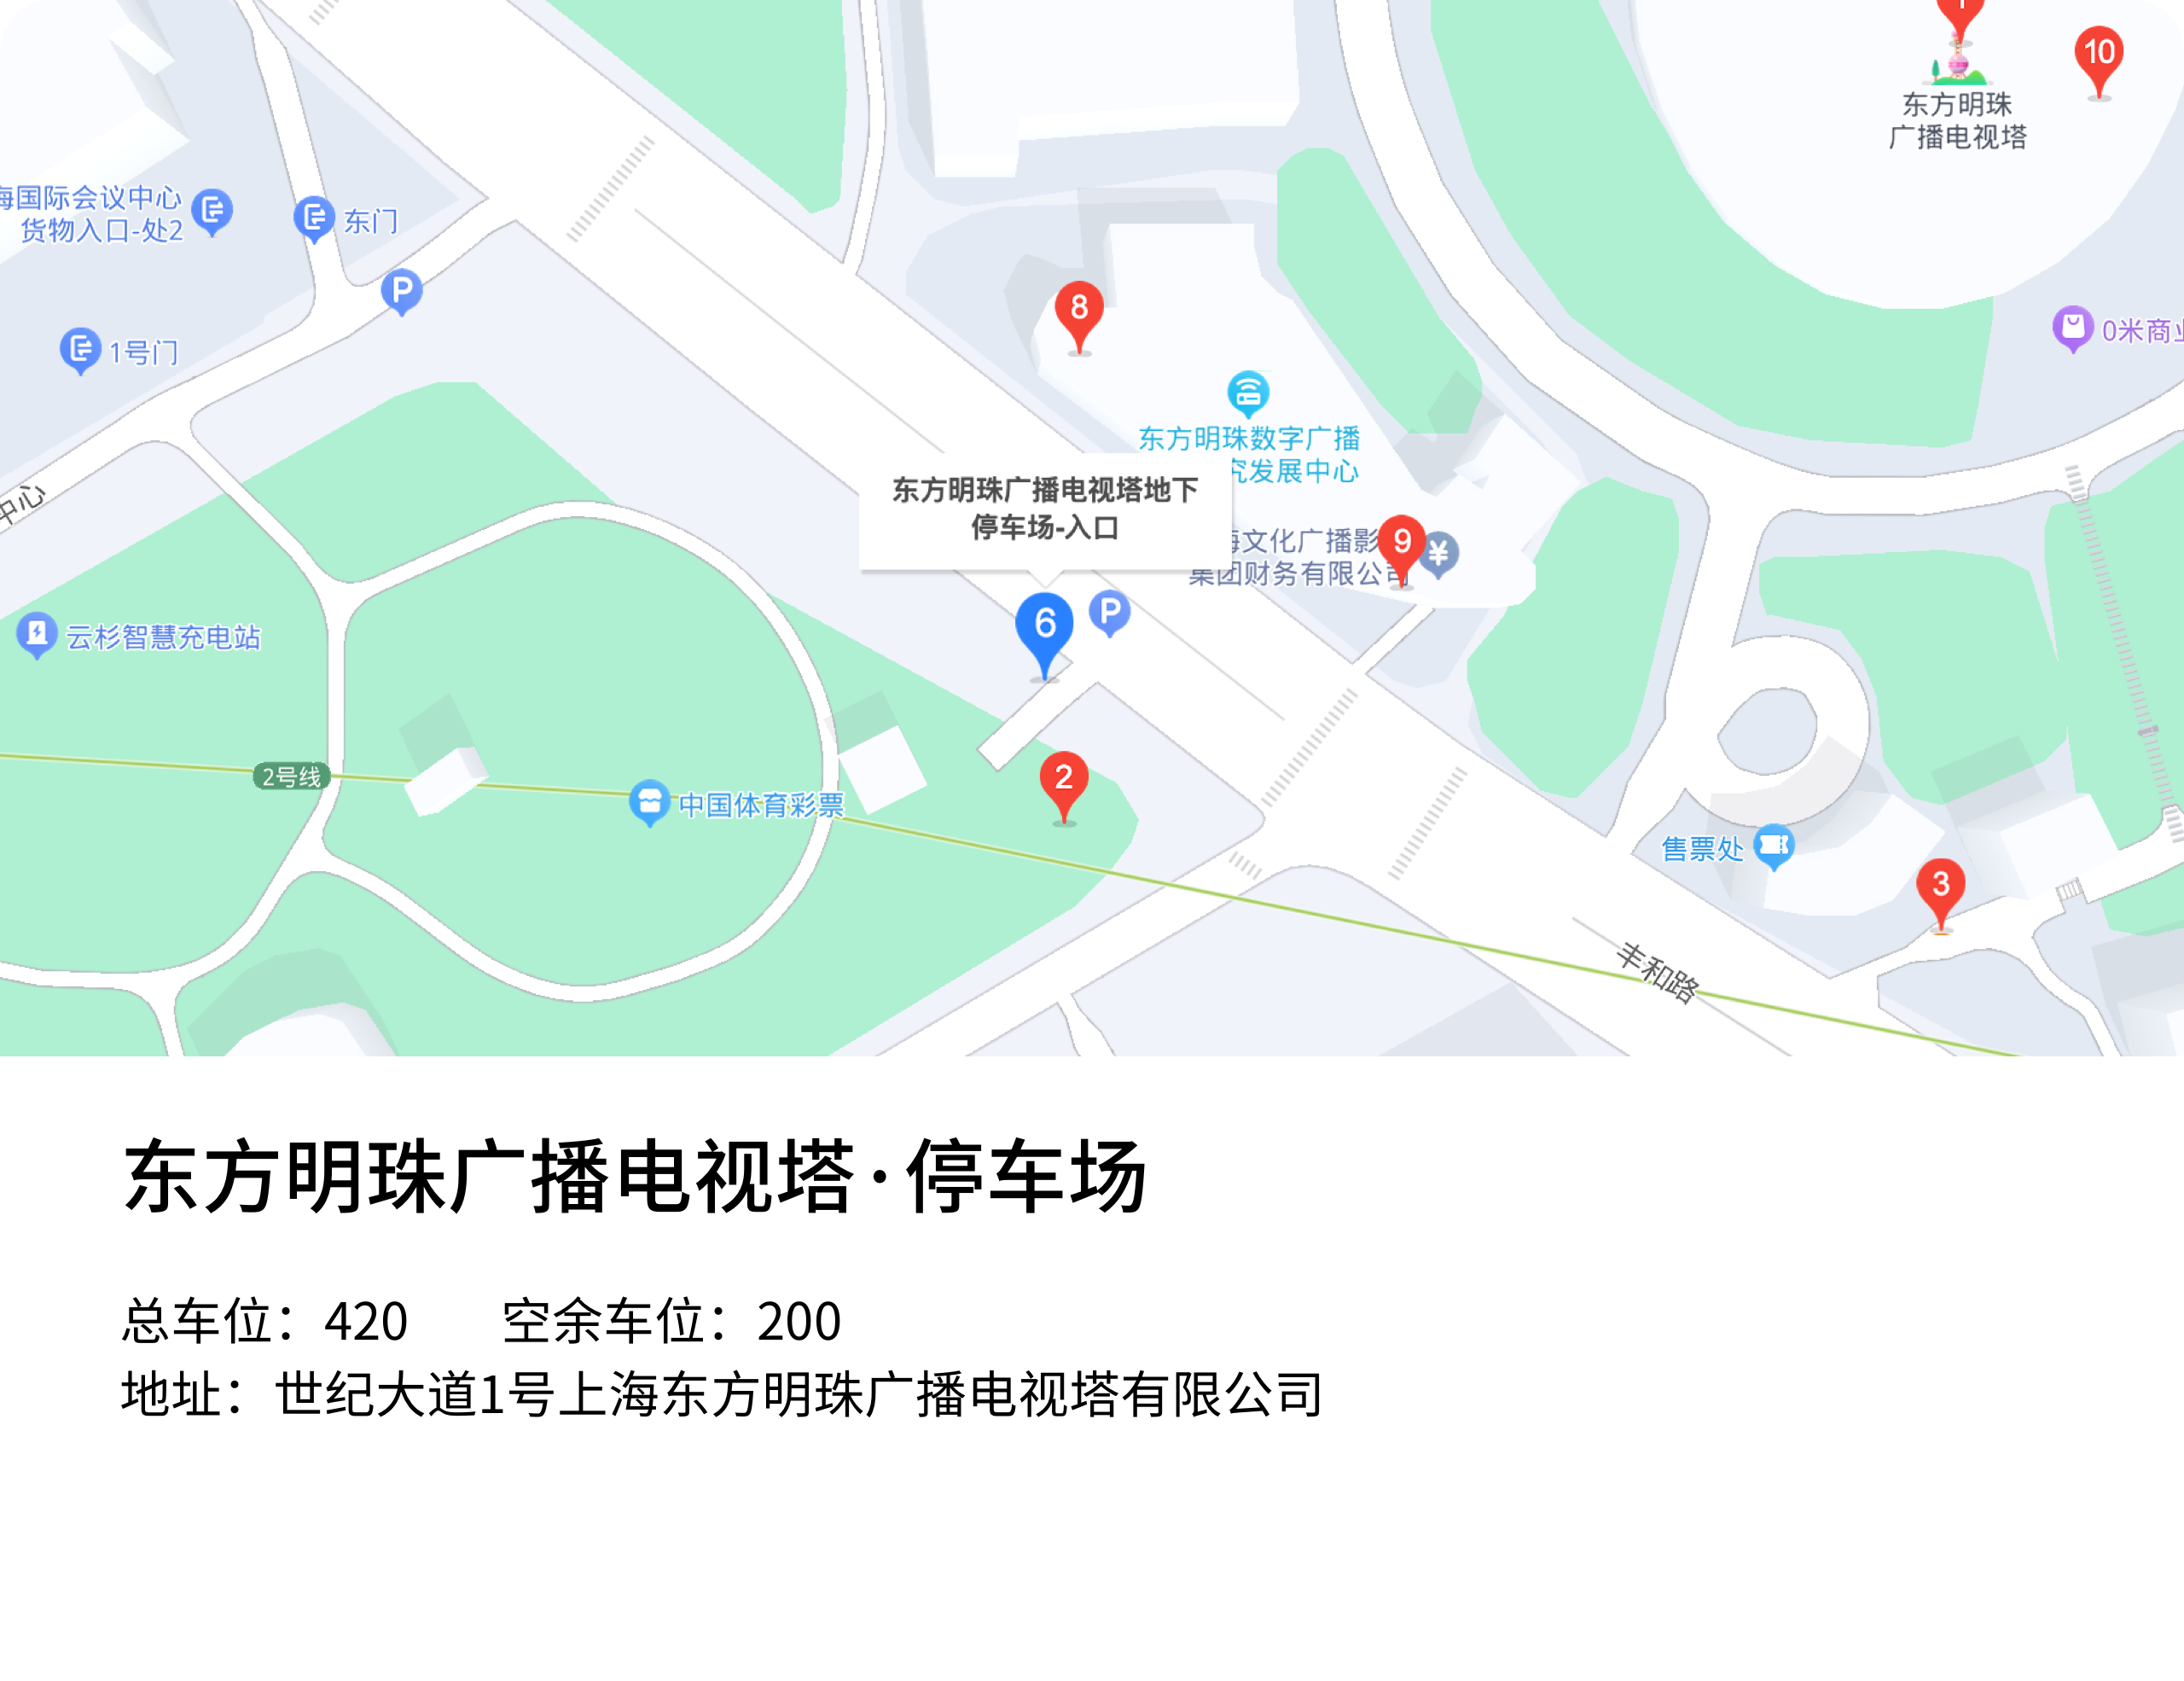 10
东方明珠
广播电视塔
海国际会议中心
货物入口-处2
东门
P
1号门
8
0米商业
东方明珠数字广播
究发展中心
中心
东方明珠广播电视塔地下
停车场-入口
海文化广播影
9
集团财务有限公司
6
P
云杉智慧充电站
2号线
2
中国体育彩票
售票处
3
丰和路
东方明珠广播电视塔·停车场
总车位：420 空余车位：200
地址：世纪大道1号上海东方明珠广播电视塔有限公司